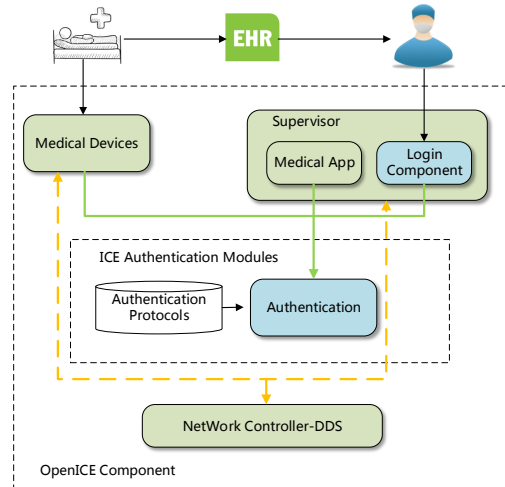 EHR
Supervisor
Medical Devices
Medical App
Login
Component
ICE Authentication Modules
Authentication
Protocols
Authentication
NetWork Controller-DDS
OpenICE Component